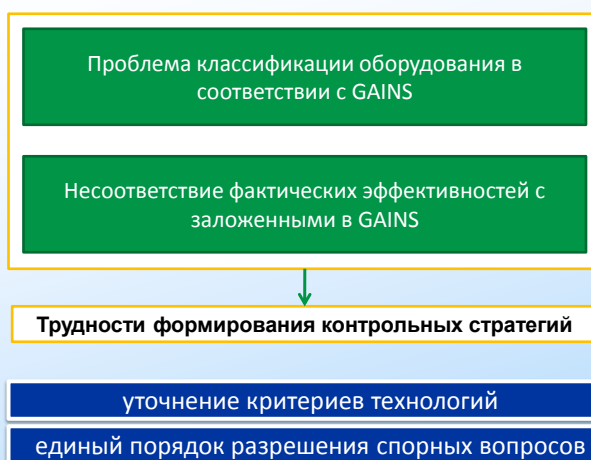 Проблема классификации оборудования в
соответствии с GAINS
Несоответствие фактических эффективностей с
заложенными в GAINS
Трудности формирования контрольных стратегий
уточнение критериев технологий
единый порядок разрешения спорных вопросов